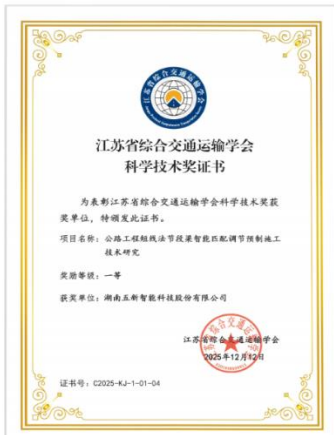 江苏省综合交通运输学会
科学技术奖证书
为表彰江苏省综合交通运输学会科学技术奖获
奖单位，特颁发此证书。
项目名称：公路工程短线法节段梁智能匹配调节预制施工
技术研究
奖励等级：一等
获奖单位：湖南五新智能科技股份有限公司
江苏省综合交通运输学会
2025年12月12日
证书号：C2025-KJ-1-01-04